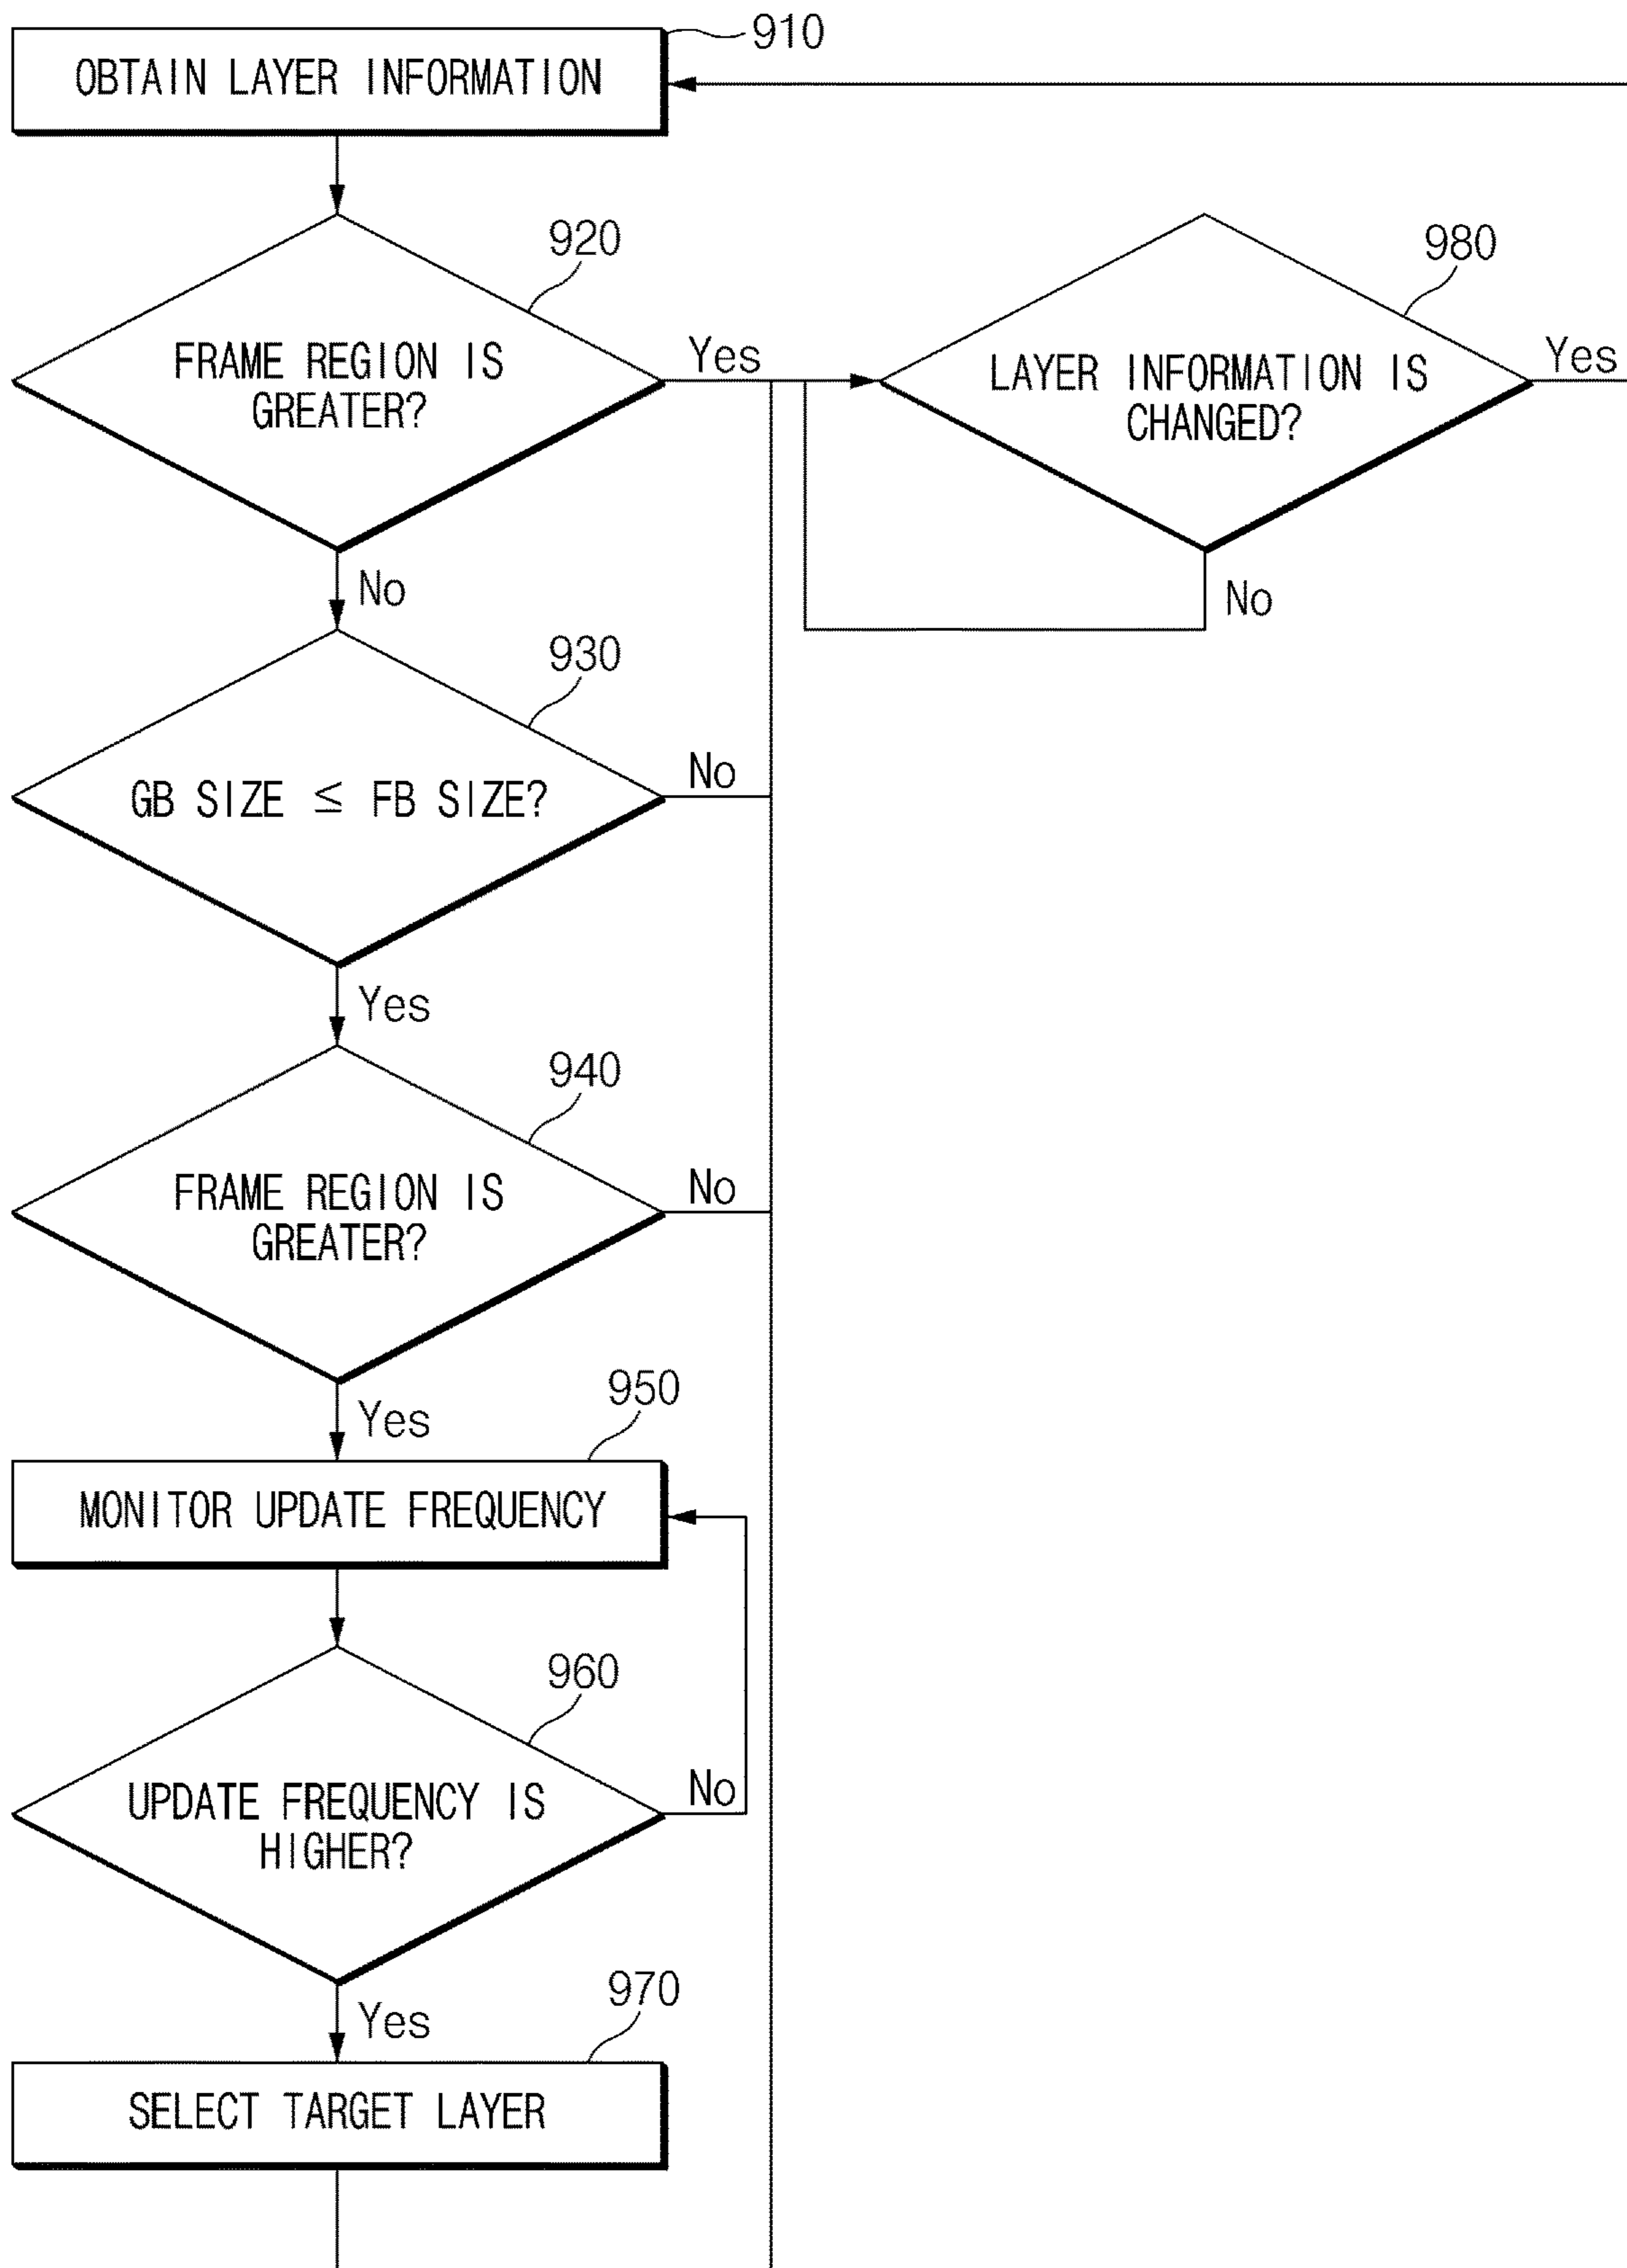 910
OBTAIN LAYER INFORMATION
920
980
FRAME REGION IS
GREATER?
Yes
LAYER INFORMATION IS
CHANGED?
Yes
No
No
930
GB SIZE ≤ FB SIZE?
No
Yes
940
FRAME REGION IS
GREATER?
No
Yes
950
MONITOR UPDATE FREQUENCY
960
UPDATE FREQUENCY IS
HIGHER?
No
Yes
970
SELECT TARGET LAYER